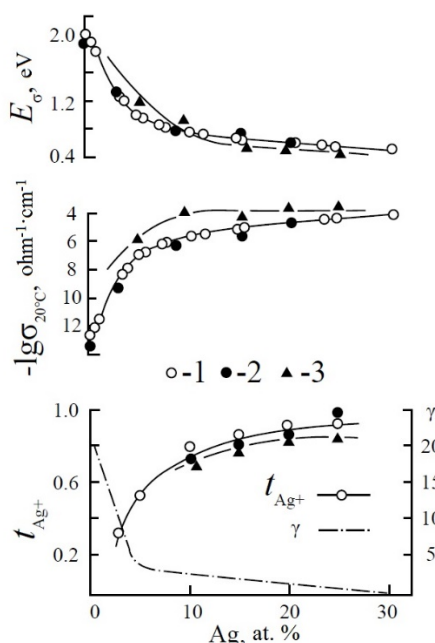 2.0
1.2
0.4
E_σ, eV
4
6
8
10
12
-lgσ_20°C, ohm⁻¹·cm⁻¹
○-1 ●-2 ▲-3
1.0
0.6
0.2
t_Ag+
γ
20
15
10
5
t_Ag+
γ
0 10 20 30
Ag, at. %